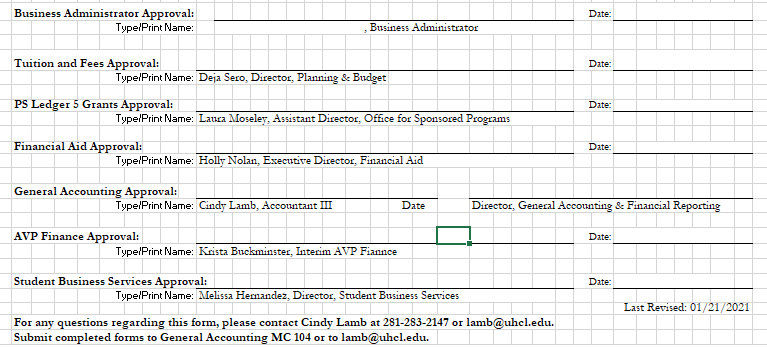 Business Administrator Approval: Date:
Type/Print Name: , Business Administrator
Tuition and Fees Approval: Date:
Type/Print Name: Deja Sero, Director, Planning & Budget
PS Ledger 5 Grants Approval: Date:
Type/Print Name: Laura Moseley, Assistant Director, Office for Sponsored Programs
Financial Aid Approval: Date:
Type/Print Name: Holly Nolan, Executive Director, Financial Aid
General Accounting Approval:
Type/Print Name: Cindy Lamb, Accountant III Date Director, General Accounting & Financial Reporting
AVP Finance Approval: Date:
Type/Print Name: Krista Buckminster, Interim AVP Fiannce
Student Business Services Approval: Date:
Type/Print Name: Melissa Hernandez, Director, Student Business Services
Last Revised: 01/21/2021
For any questions regarding this form, please contact Cindy Lamb at 281-283-2147 or lamb@uhcl.edu.
Submit completed forms to General Accounting MC 104 or to lamb@uhcl.edu.